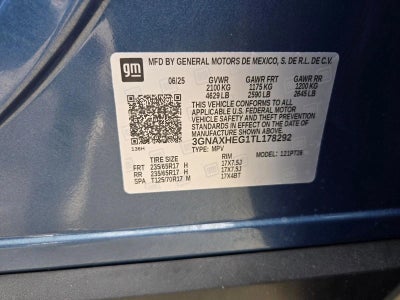 gm
MFD BY GENERAL MOTORS DE MEXICO, S. DE R.L. DE C.V.
06/25 GVWR GAWR FRT GAWR RR
2100 KG 1175 KG 1200 KG
4629 LB 2590 LB 2645 LB
THIS VEHICLE CONFORMS TO ALL
APPLICABLE U.S. FEDERAL MOTOR
VEHICLE SAFETY AND THEFT
PREVENTION STANDARDS IN EFFECT
ON THE DATE OF MANUFACTURE SHOWN ABOVE.
3GNAXHEG1TL178292
TYPE: MPV MODEL: 1PT26
TIRE SIZE RIM
FRT 235/65R17 H 17X7.5J
RR 235/65R17 H 17X7.5J
SPA T125/70R17 M 17X4BT